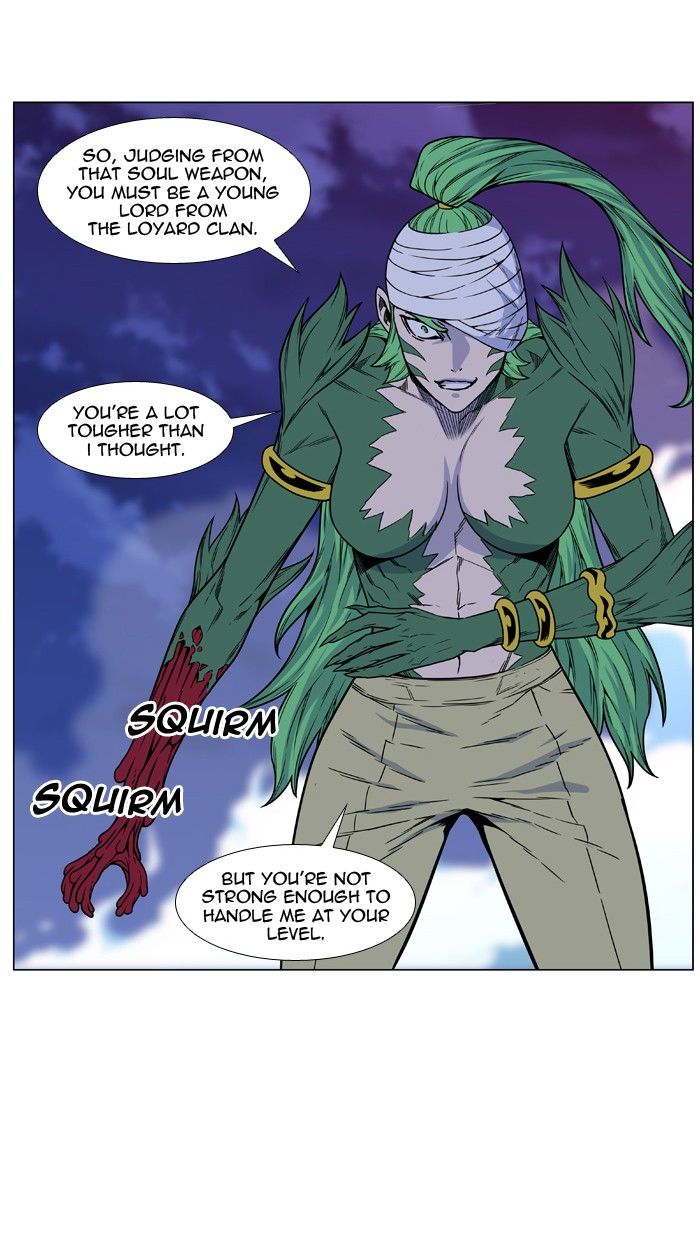 SO, JUDGING FROM
THAT SOUL WEAPON,
YOU MUST BE A YOUNG
LORD FROM
THE LOYARD CLAN.
YOU'RE A LOT
TOUGHER THAN
I THOUGHT.
SQUIRM
SQUIRM
BUT YOU'RE NOT
STRONG ENOUGH TO
HANDLE ME AT YOUR
LEVEL.